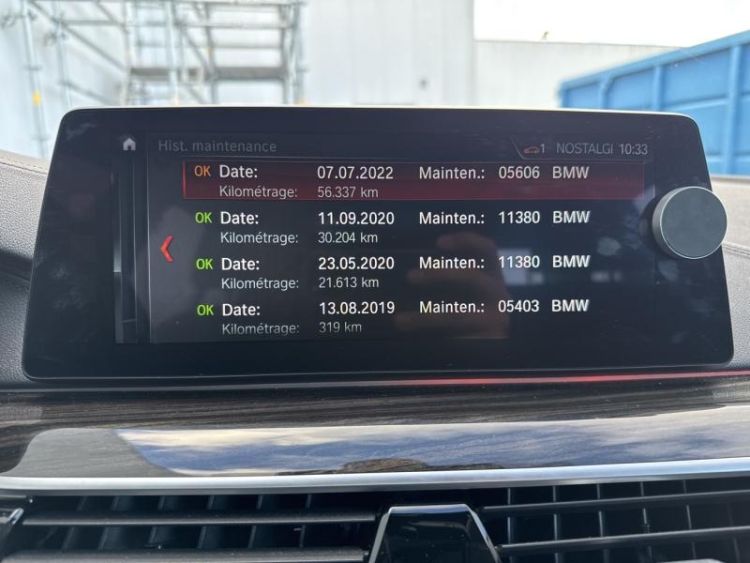 Hist. maintenance 1 NOSTALGI 10:33
OK Date: 07.07.2022 Mainten.: 05606 BMW
Kilométrage: 56.337 km
OK Date: 11.09.2020 Mainten.: 11380 BMW
Kilométrage: 30.204 km
OK Date: 23.05.2020 Mainten.: 11380 BMW
Kilométrage: 21.613 km
OK Date: 13.08.2019 Mainten.: 05403 BMW
Kilométrage: 319 km